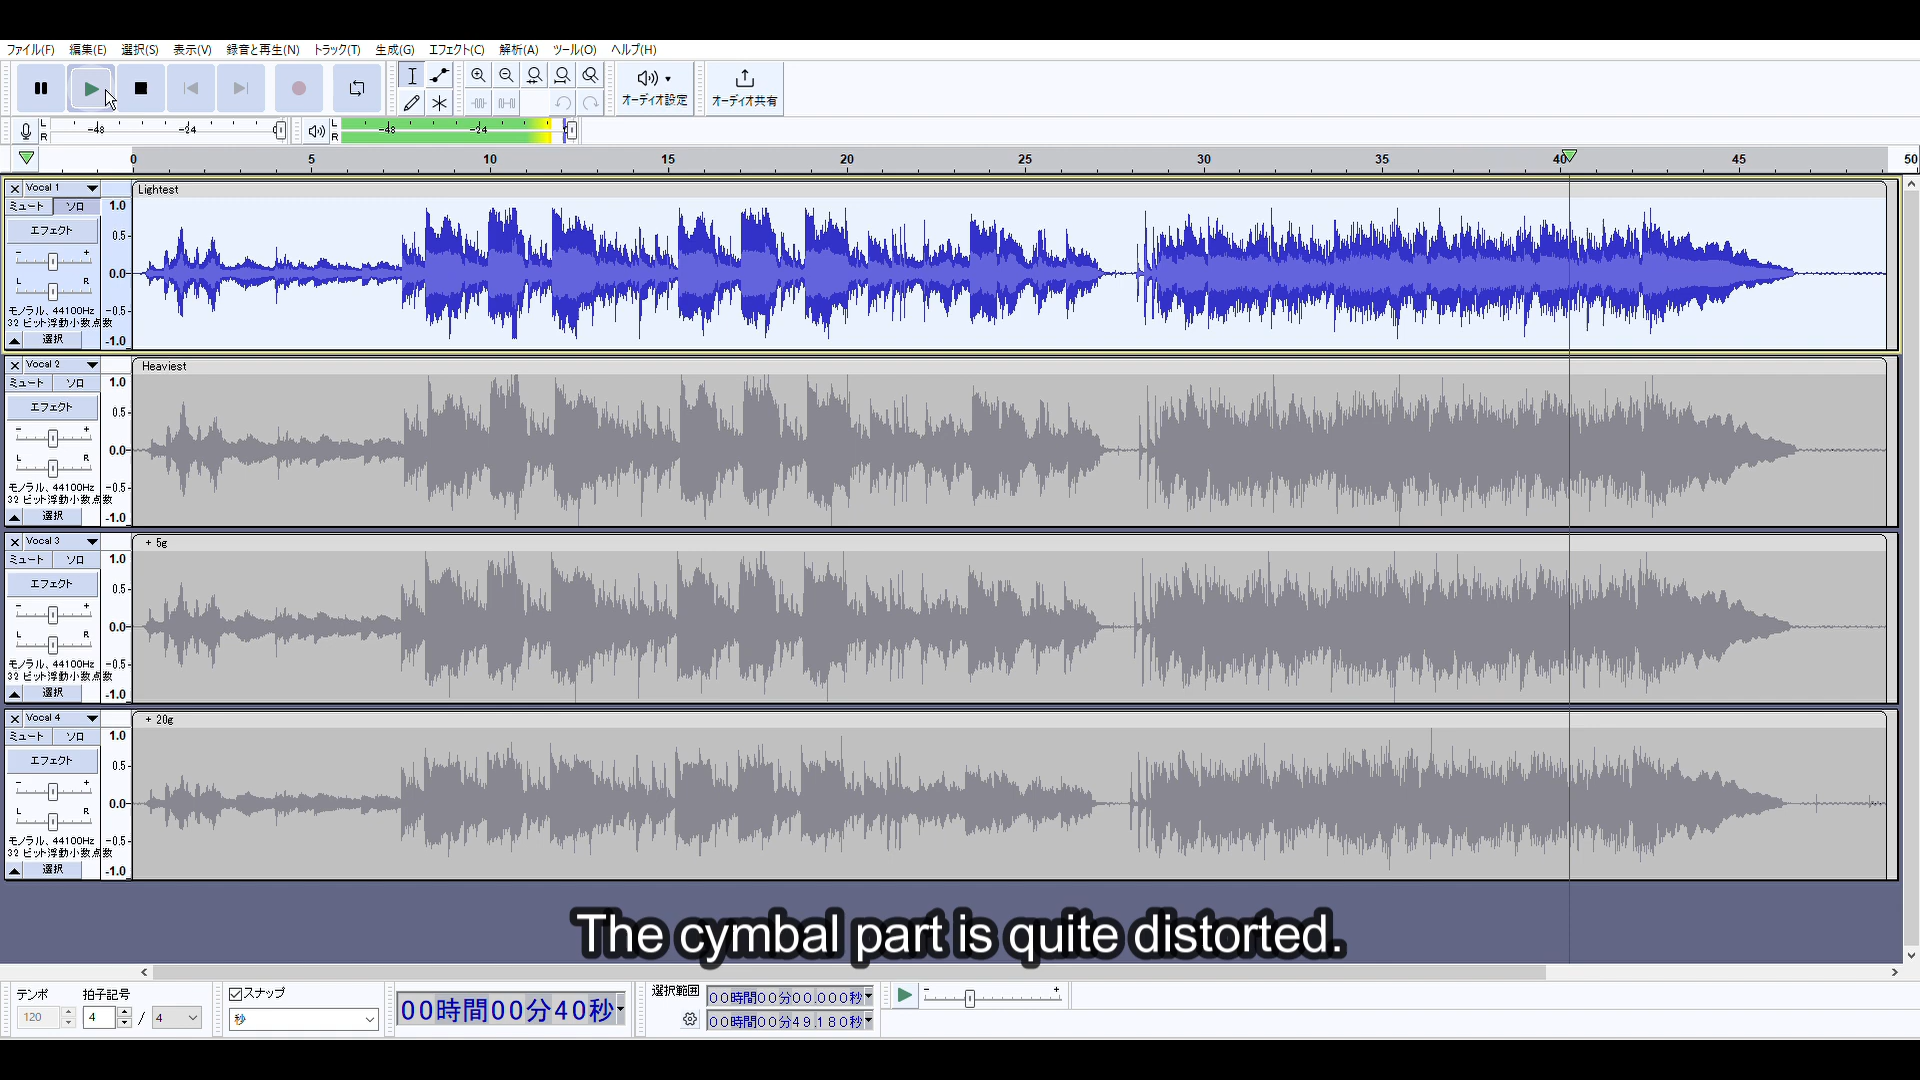 ファイル(F) 編集(E) 選択(S) 表示(V) 録音と再生(N) トラック(T) 生成(G) エフェクト(C) 解析(A) ツール(O) ヘルプ(H)
オーディオ設定 オーディオ共有
L R -48 -24 0 L R -48 -24
0 5 10 15 20 25 30 35 40 45 50
Vocal 1 Lightest
ミュート ソロ 1.0
エフェクト 0.5
- + 0.0
L R
モノラル、44100Hz -0.5
32 ビット浮動小数点数
選択 -1.0
Vocal 2 Heaviest
ミュート ソロ 1.0
エフェクト 0.5
- + 0.0
L R
モノラル、44100Hz -0.5
32 ビット浮動小数点数
選択 -1.0
Vocal 3 + 5g
ミュート ソロ 1.0
エフェクト 0.5
- + 0.0
L R
モノラル、44100Hz -0.5
32 ビット浮動小数点数
選択 -1.0
Vocal 4 + 20g
ミュート ソロ 1.0
エフェクト 0.5
- + 0.0
L R
モノラル、44100Hz -0.5
32 ビット浮動小数点数
選択 -1.0
The cymbal part is quite distorted.
テンポ 拍子記号 スナップ
120 4 / 4 秒
00時間00分40秒
選択範囲 00時間00分00.000秒
00時間00分49.180秒
- +